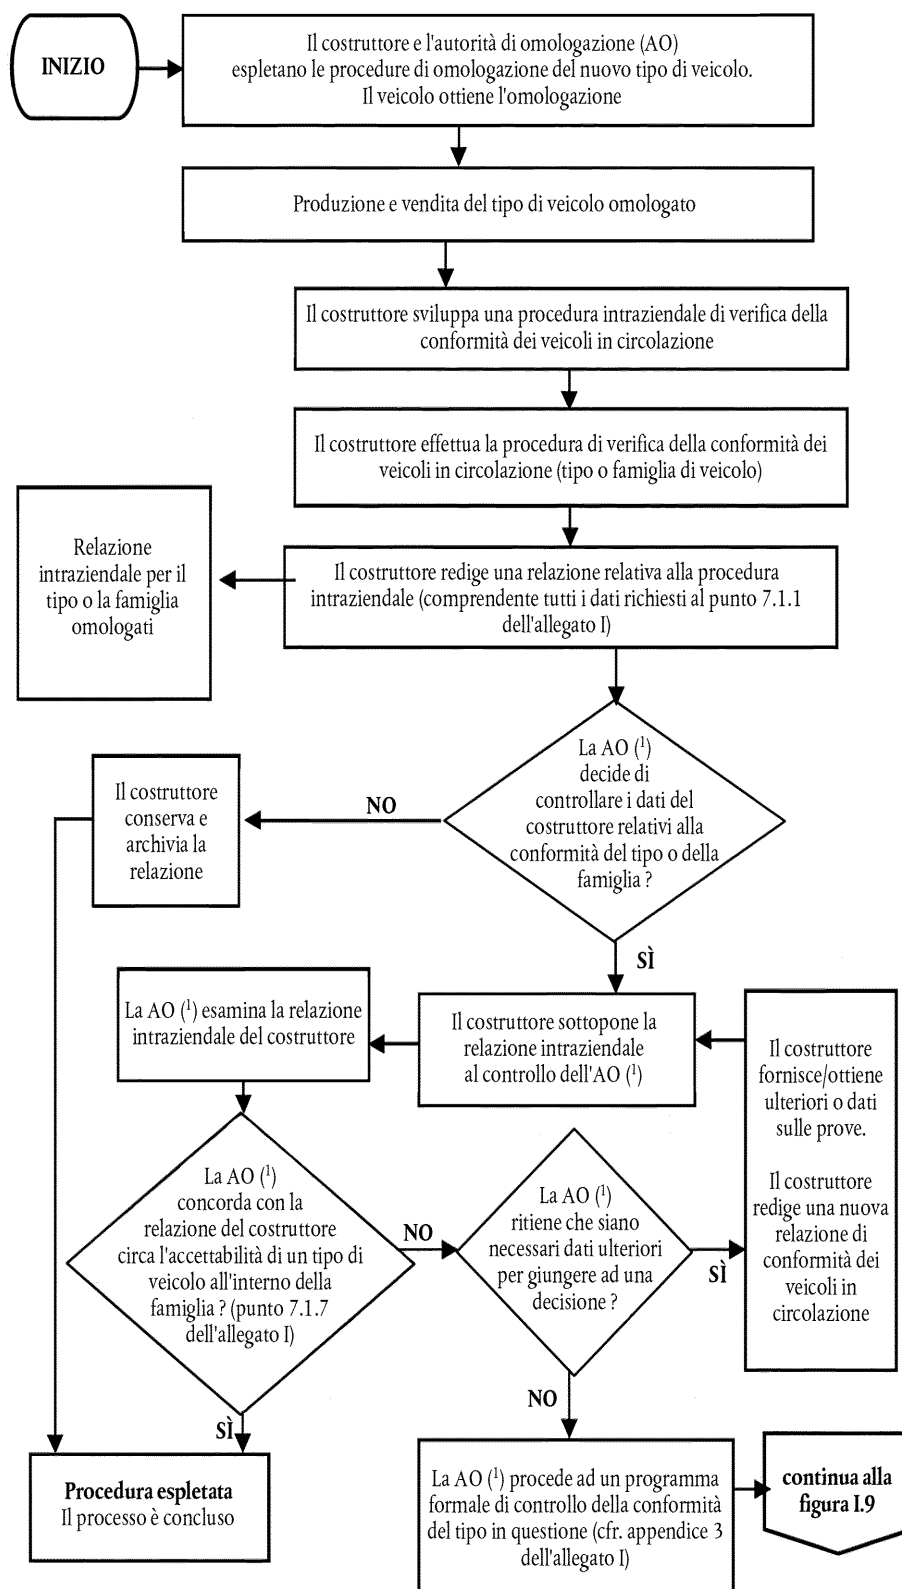 INIZIO
Il costruttore e l'autorità di omologazione (AO)
espletano le procedure di omologazione del nuovo tipo di veicolo.
Il veicolo ottiene l'omologazione
Produzione e vendita del tipo di veicolo omologato
Il costruttore sviluppa una procedura intraziendale di verifica della
conformità dei veicoli in circolazione
Il costruttore effettua la procedura di verifica della conformità dei
veicoli in circolazione (tipo o famiglia di veicolo)
Il costruttore redige una relazione relativa alla procedura
intraziendale (comprendente tutti i dati richiesti al punto 7.1.1
dell'allegato I)
Relazione
intraziendale per il
tipo o la famiglia
omologati
La AO (¹)
decide di
controllare i dati del
costruttore relativi alla
conformità del tipo o della
famiglia ?
NO
Il costruttore
conserva e
archivia la
relazione
SÌ
Il costruttore sottopone la
relazione intraziendale
al controllo dell'AO (¹)
La AO (¹) esamina la relazione
intraziendale del costruttore
Il costruttore
fornisce/ottiene
ulteriori o dati
sulle prove.
Il costruttore
redige una nuova
relazione di
conformità dei
veicoli in
circolazione
La AO (¹)
concorda con la
relazione del costruttore
circa l'accettabilità di un tipo di
veicolo all'interno della
famiglia ? (punto 7.1.7
dell'allegato I)
NO
La AO (¹)
ritiene che siano
necessari dati ulteriori
per giungere ad una
decisione ?
SÌ
NO
SÌ
Procedura espletata
Il processo è concluso
La AO (¹) procede ad un programma
formale di controllo della conformità
del tipo in questione (cfr. appendice 3
dell'allegato I)
continua alla
figura I.9